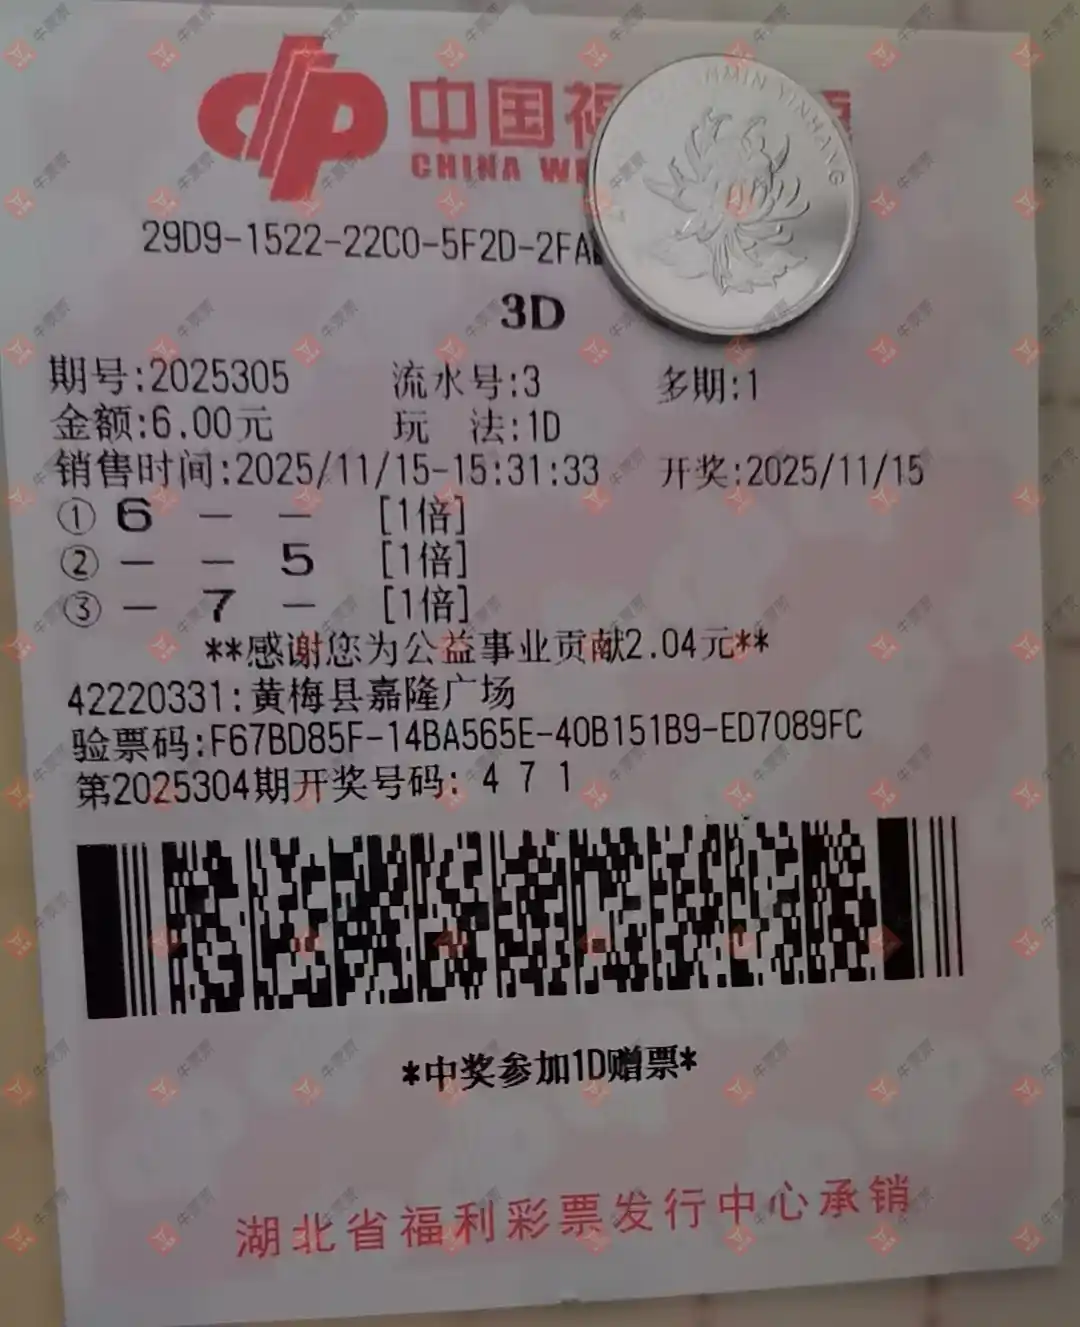 中国福
CHINA W
HNMIN YINHANG
29D9-1522-22C0-5F2D-2FA
3D
期号:2025305 流水号:3 多期:1
金额:6.00元 玩 法:1D
销售时间:2025/11/15-15:31:33 开奖:2025/11/15
① 6 － － [1倍]
② － － 5 [1倍]
③ － 7 － [1倍]
**感谢您为公益事业贡献2.04元**
42220331:黄梅县嘉隆广场
验票码:F67BD85F-14BA565E-40B151B9-ED7089FC
第2025304期开奖号码: 4 7 1
*中奖参加1D赠票*
湖北省福利彩票发行中心承销